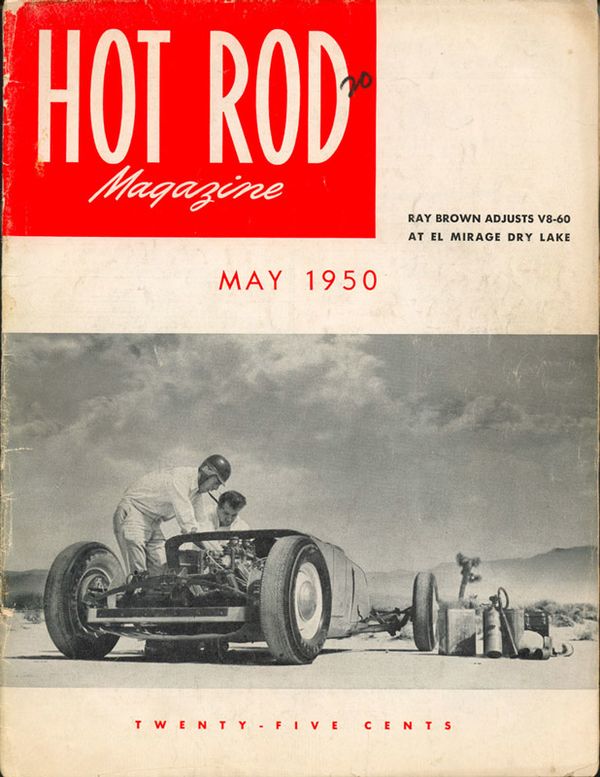 HOT ROD
20
Magazine
RAY BROWN ADJUSTS V8-60
AT EL MIRAGE DRY LAKE
MAY 1950
TWENTY-FIVE CENTS